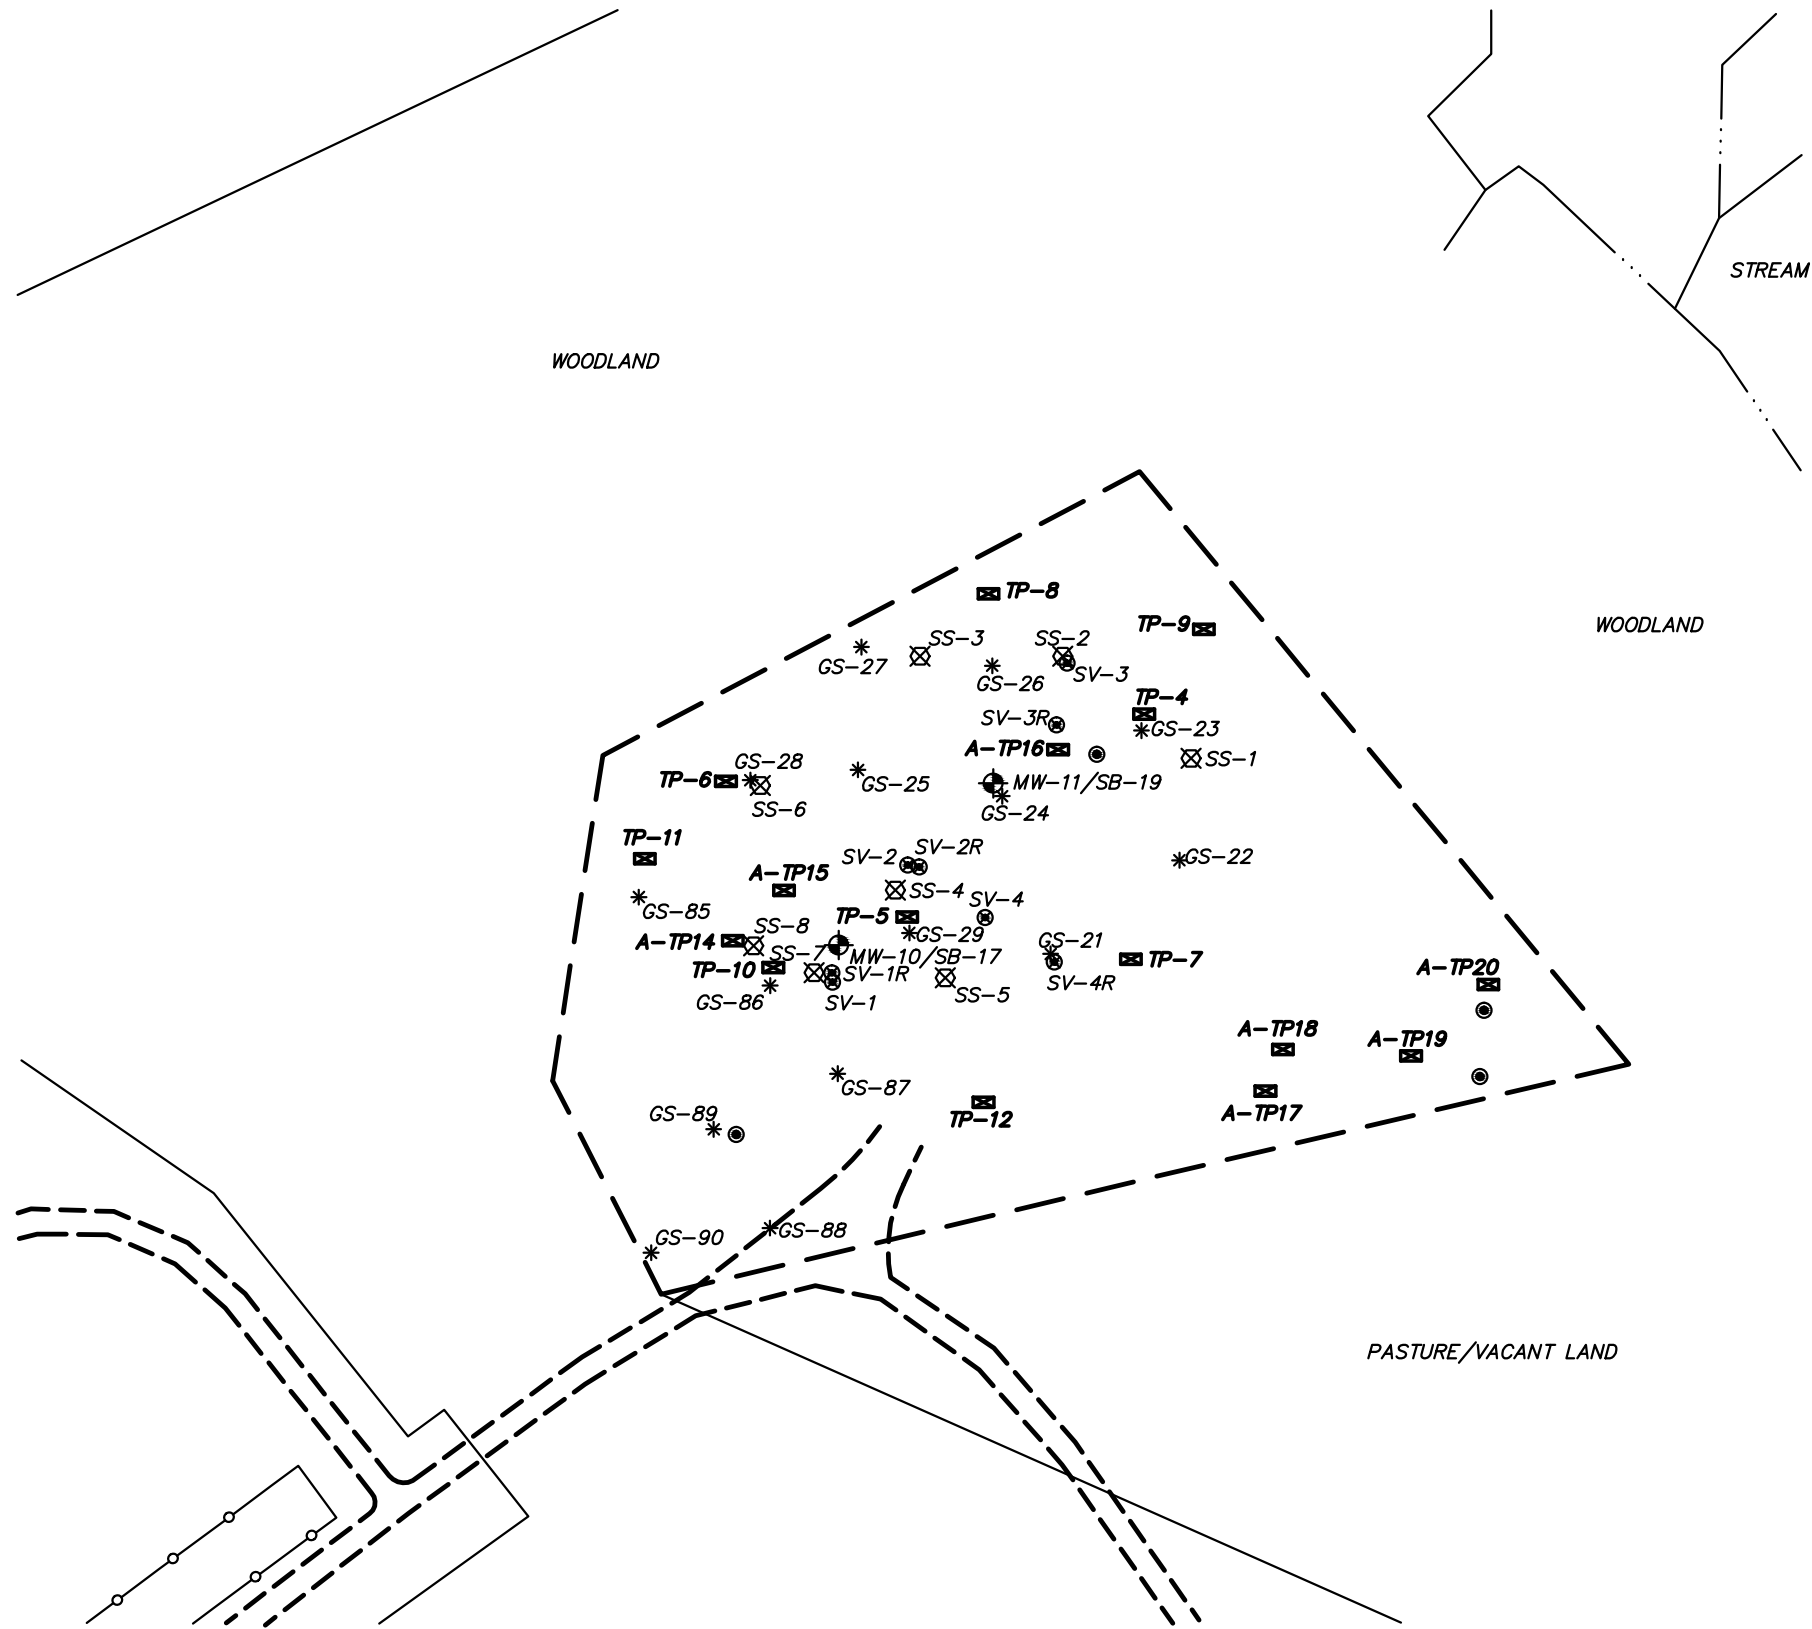 STREAM
WOODLAND
WOODLAND
TP-8
TP-9
SS-3
SS-2
GS-27
GS-26
SV-3
TP-4
SV-3R
GS-23
A-TP16
SS-1
GS-28
TP-6
GS-25
MW-11/SB-19
SS-6
GS-24
TP-11
SV-2
SV-2R
GS-22
A-TP15
SS-4
SV-4
GS-85
TP-5
SS-8
GS-29
A-TP14
GS-21
SS-7
MW-10/SB-17
TP-7
TP-10
SV-1R
A-TP20
SV-4R
GS-86
SV-1
SS-5
A-TP18
A-TP19
GS-87
GS-89
TP-12
A-TP17
GS-90
GS-88
PASTURE/VACANT LAND